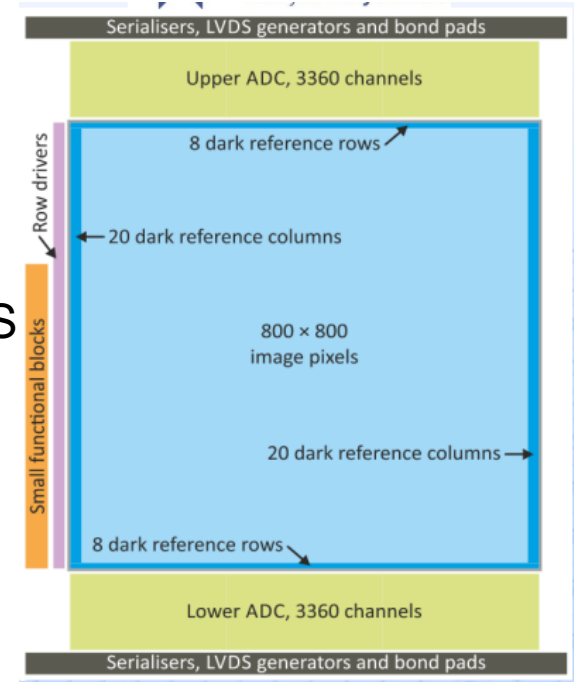 Serialisers, LVDS generators and bond pads
Upper ADC, 3360 channels
8 dark reference rows
Row drivers
20 dark reference columns
S
800 × 800
image pixels
Small functional blocks
20 dark reference columns
8 dark reference rows
Lower ADC, 3360 channels
Serialisers, LVDS generators and bond pads